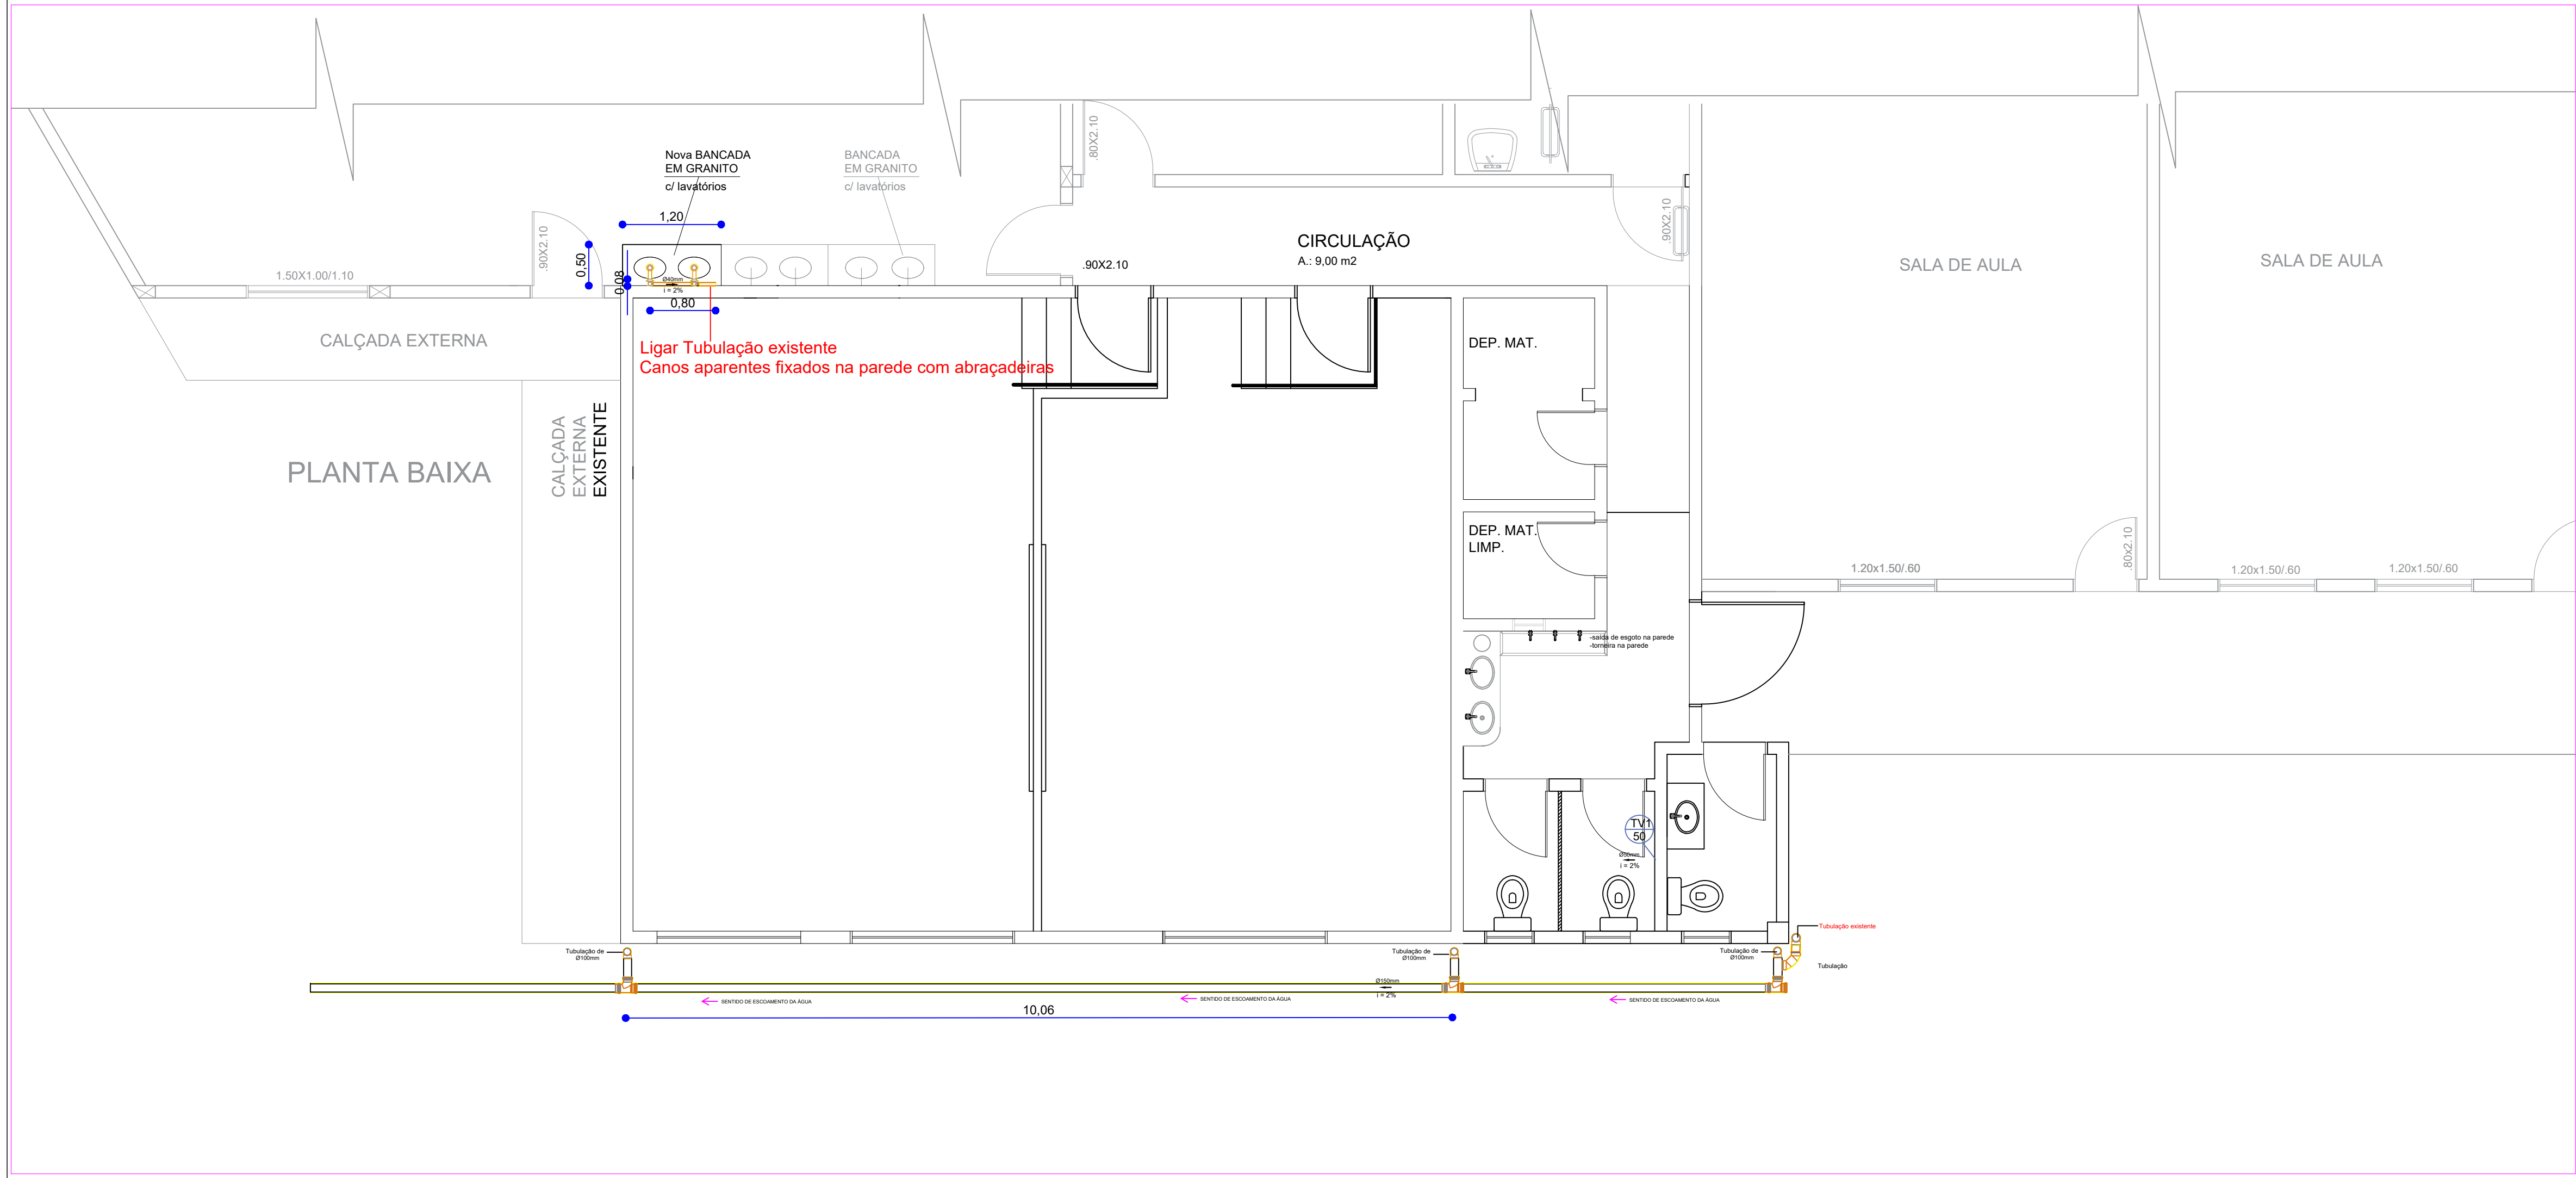 Nova BANCADA
EM GRANITO
c/ lavatórios
BANCADA
EM GRANITO
c/ lavatórios
.80X2.10
1,20
.90X2.10
0,50
0,08
Ø40mm
i = 2%
0,80
1.50X1.00/1.10
.90X2.10
CIRCULAÇÃO
A.: 9,00 m2
.90X2.10
SALA DE AULA
SALA DE AULA
CALÇADA EXTERNA
Ligar Tubulação existente
Canos aparentes fixados na parede com abraçadeiras
DEP. MAT.
CALÇADA
EXTERNA
EXISTENTE
PLANTA BAIXA
DEP. MAT.
LIMP.
1.20x1.50/.60
.80x2.10
1.20x1.50/.60
1.20x1.50/.60
-saída de esgoto na parede
-torneira na parede
TV1
50
Ø50mm
i = 2%
Tubulação existente
Tubulação de
Ø100mm
Tubulação de
Ø100mm
Tubulação de
Ø100mm
Tubulação
Ø150mm
i = 2%
SENTIDO DE ESCOAMENTO DA ÁGUA
SENTIDO DE ESCOAMENTO DA ÁGUA
SENTIDO DE ESCOAMENTO DA ÁGUA
10,06